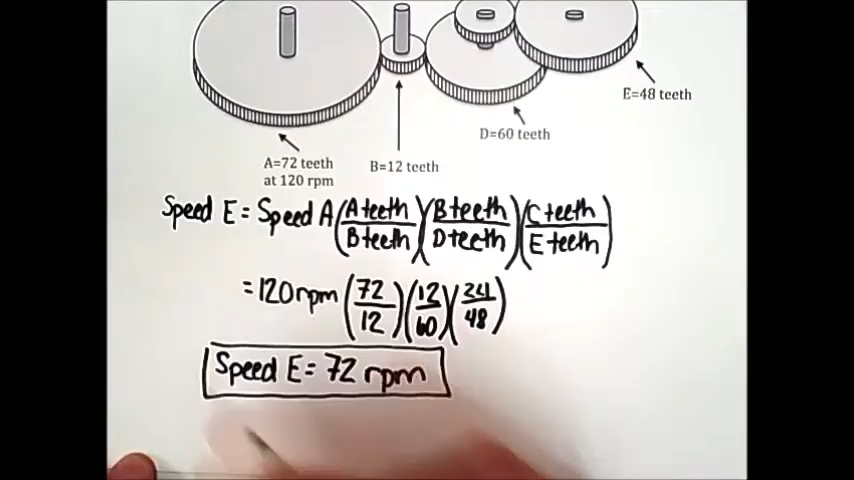 E=48 teeth
D=60 teeth
A=72 teeth
at 120 rpm
B=12 teeth
Speed E = Speed A (A teeth / B teeth) (B teeth / D teeth) (C teeth / E teeth)
= 120 rpm (72 / 12) (12 / 60) (24 / 48)
Speed E = 72 rpm